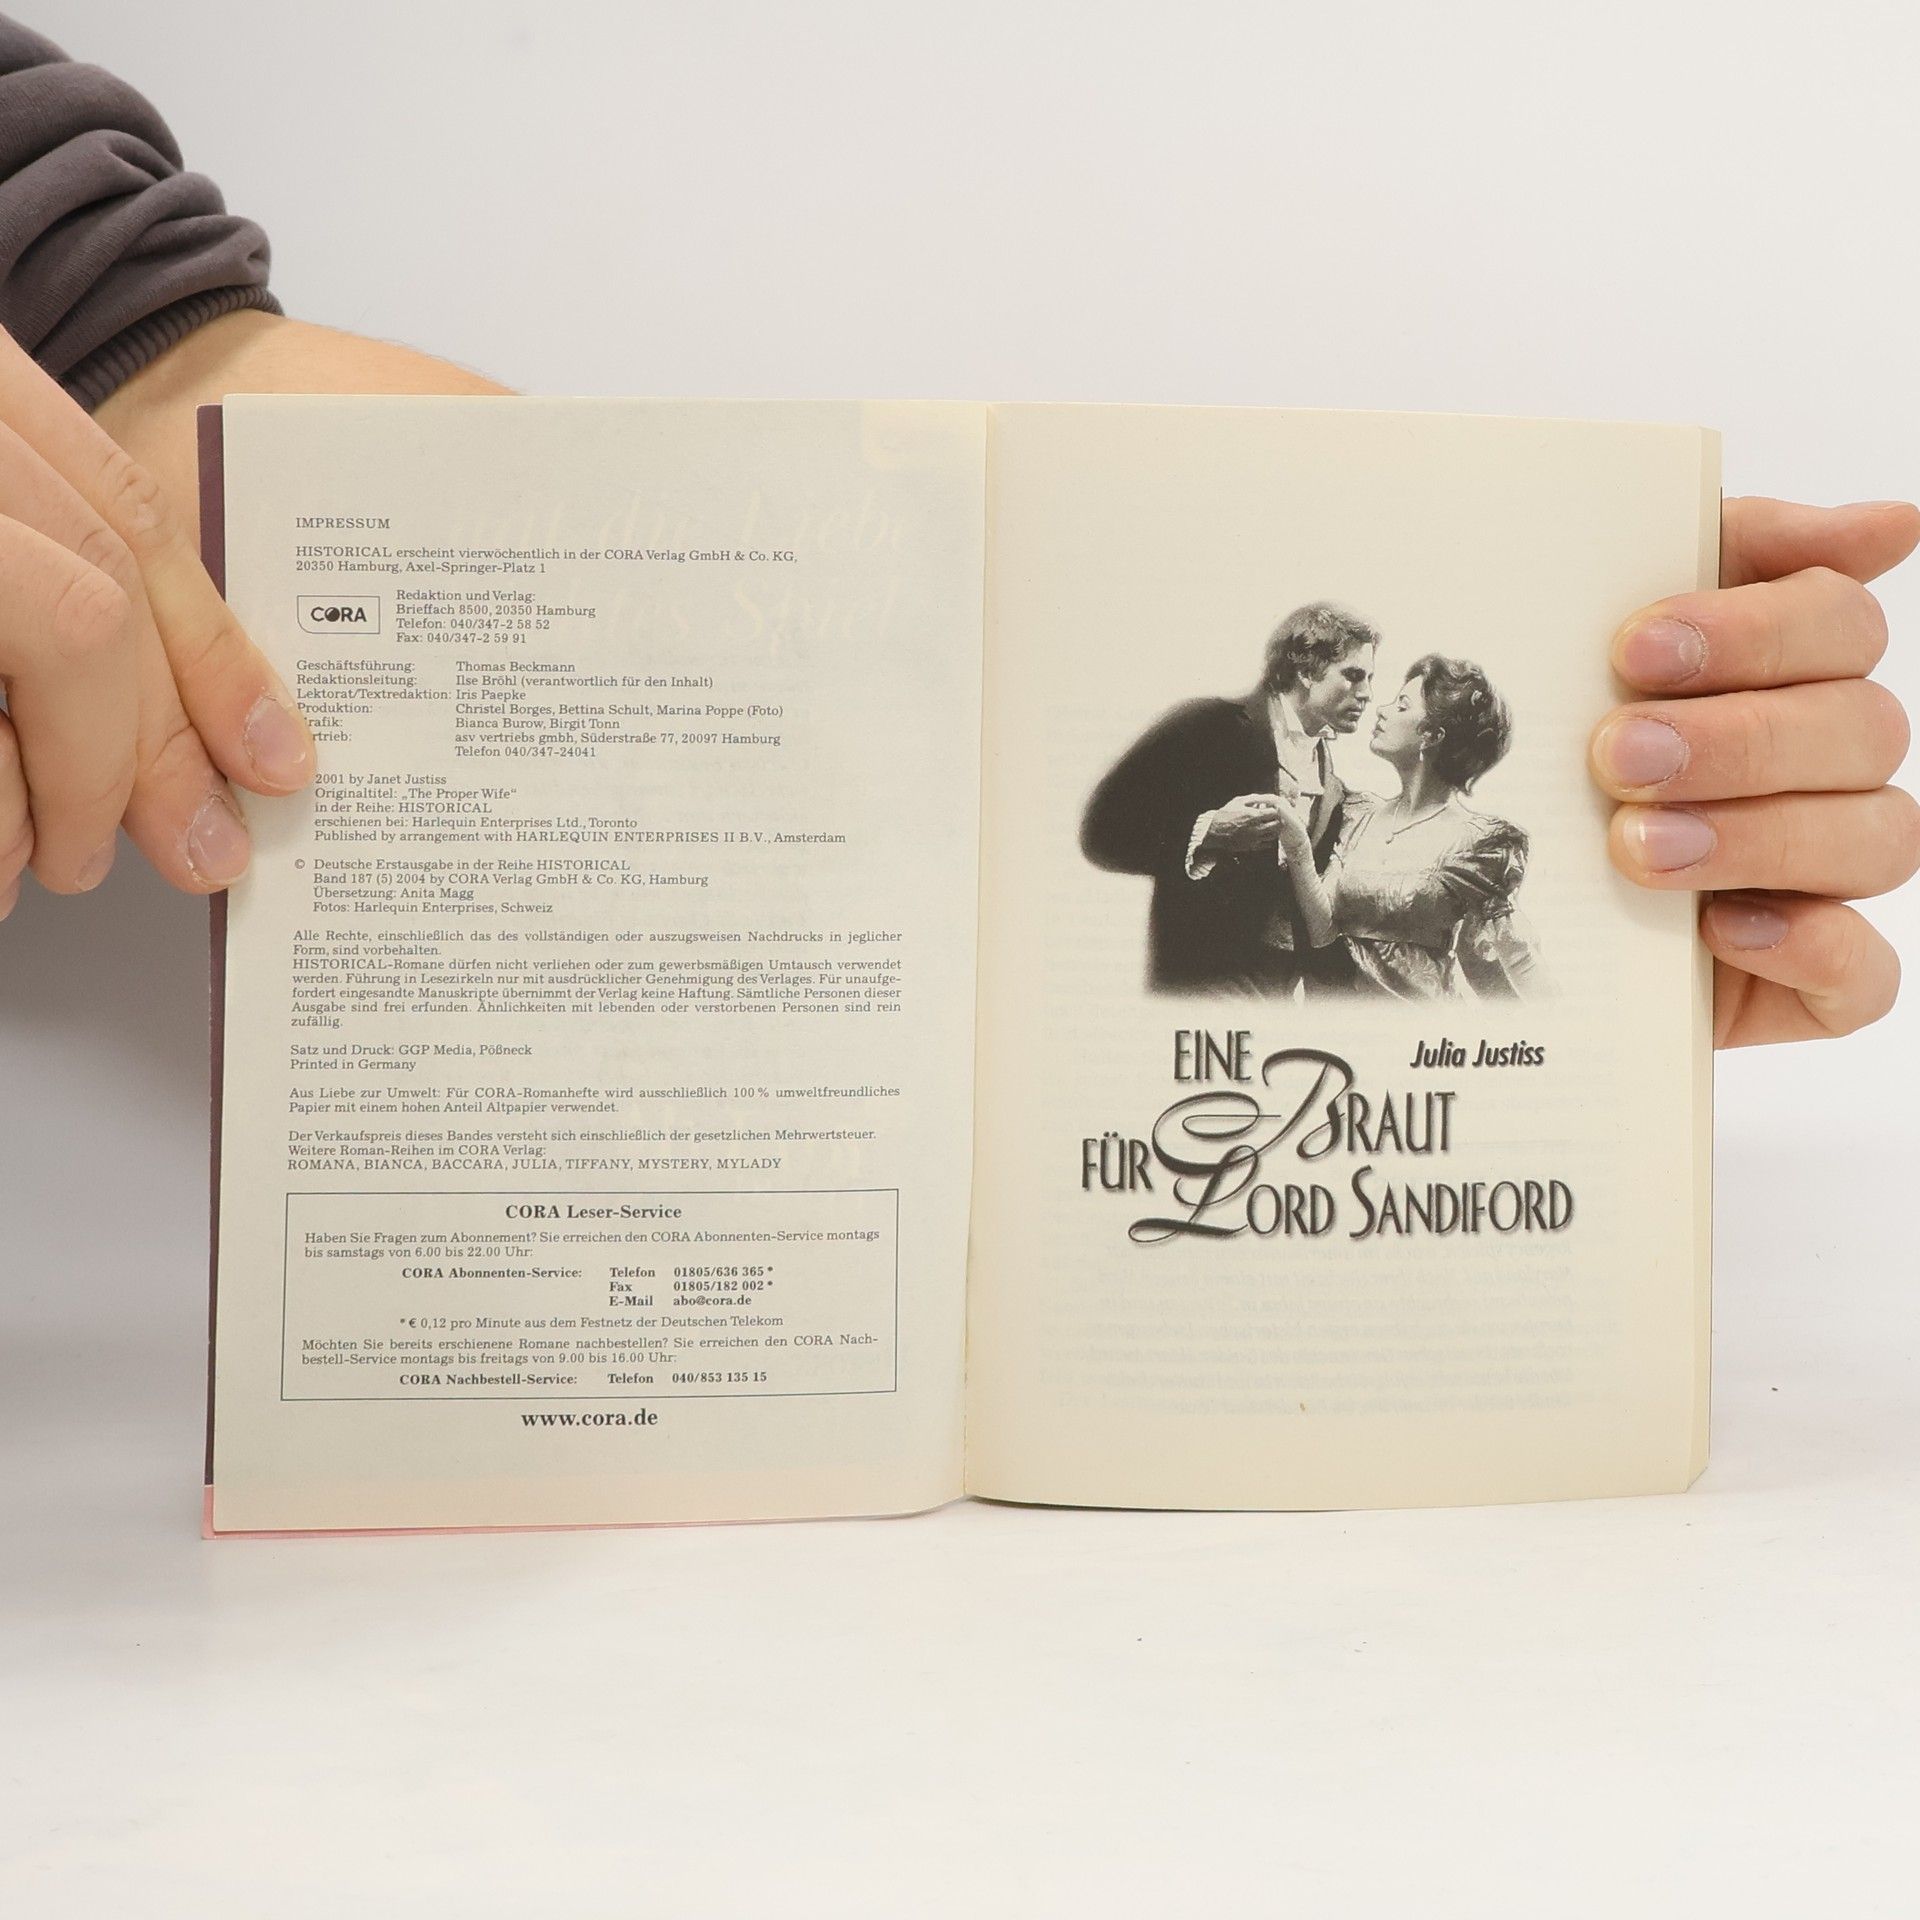 IMPRESSUM
HISTORICAL erscheint vierwöchentlich in der CORA Verlag GmbH & Co. KG,
20350 Hamburg, Axel-Springer-Platz 1
CORA
Redaktion und Verlag:
Brieffach 8500, 20350 Hamburg
Telefon: 040/347-2 58 52
Fax: 040/347-2 59 91
Geschäftsführung: Thomas Beckmann
Redaktionsleitung: Ilse Bröhl (verantwortlich für den Inhalt)
Lektorat/Textredaktion: Iris Paepke
Produktion: Christel Borges, Bettina Schult, Marina Poppe (Foto)
rafik: Bianca Burow, Birgit Tonn
rtrieb: asv vertriebs gmbh, Süderstraße 77, 20097 Hamburg
Telefon 040/347-24041
2001 by Janet Justiss
Originaltitel: „The Proper Wife“
in der Reihe: HISTORICAL
erschienen bei: Harlequin Enterprises Ltd., Toronto
Published by arrangement with HARLEQUIN ENTERPRISES II B.V., Amsterdam
© Deutsche Erstausgabe in der Reihe HISTORICAL
Band 187 (5) 2004 by CORA Verlag GmbH & Co. KG, Hamburg
Übersetzung: Anita Magg
Fotos: Harlequin Enterprises, Schweiz
Alle Rechte, einschließlich das des vollständigen oder auszugsweisen Nachdrucks in jeglicher
Form, sind vorbehalten.
HISTORICAL-Romane dürfen nicht verliehen oder zum gewerbsmäßigen Umtausch verwendet
werden. Führung in Lesezirkeln nur mit ausdrücklicher Genehmigung des Verlages. Für unaufge-
fordert eingesandte Manuskripte übernimmt der Verlag keine Haftung. Sämtliche Personen dieser
Ausgabe sind frei erfunden. Ähnlichkeiten mit lebenden oder verstorbenen Personen sind rein
zufällig.
Satz und Druck: GGP Media, Pößneck
Printed in Germany
Aus Liebe zur Umwelt: Für CORA-Romanhefte wird ausschließlich 100 % umweltfreundliches
Papier mit einem hohen Anteil Altpapier verwendet.
Der Verkaufspreis dieses Bandes versteht sich einschließlich der gesetzlichen Mehrwertsteuer.
Weitere Roman-Reihen im CORA Verlag:
ROMANA, BIANCA, BACCARA, JULIA, TIFFANY, MYSTERY, MYLADY
CORA Leser-Service
Haben Sie Fragen zum Abonnement? Sie erreichen den CORA Abonnenten-Service montags
bis samstags von 6.00 bis 22.00 Uhr:
CORA Abonnenten-Service: Telefon 01805/636 365 *
Fax 01805/182 002 *
E-Mail abo@cora.de
* € 0,12 pro Minute aus dem Festnetz der Deutschen Telekom
Möchten Sie bereits erschienene Romane nachbestellen? Sie erreichen den CORA Nach-
bestell-Service montags bis freitags von 9.00 bis 16.00 Uhr:
CORA Nachbestell-Service: Telefon 040/853 135 15
www.cora.de
Julia Justiss
EINE
BRAUT
FÜR
LORD SANDIFORD